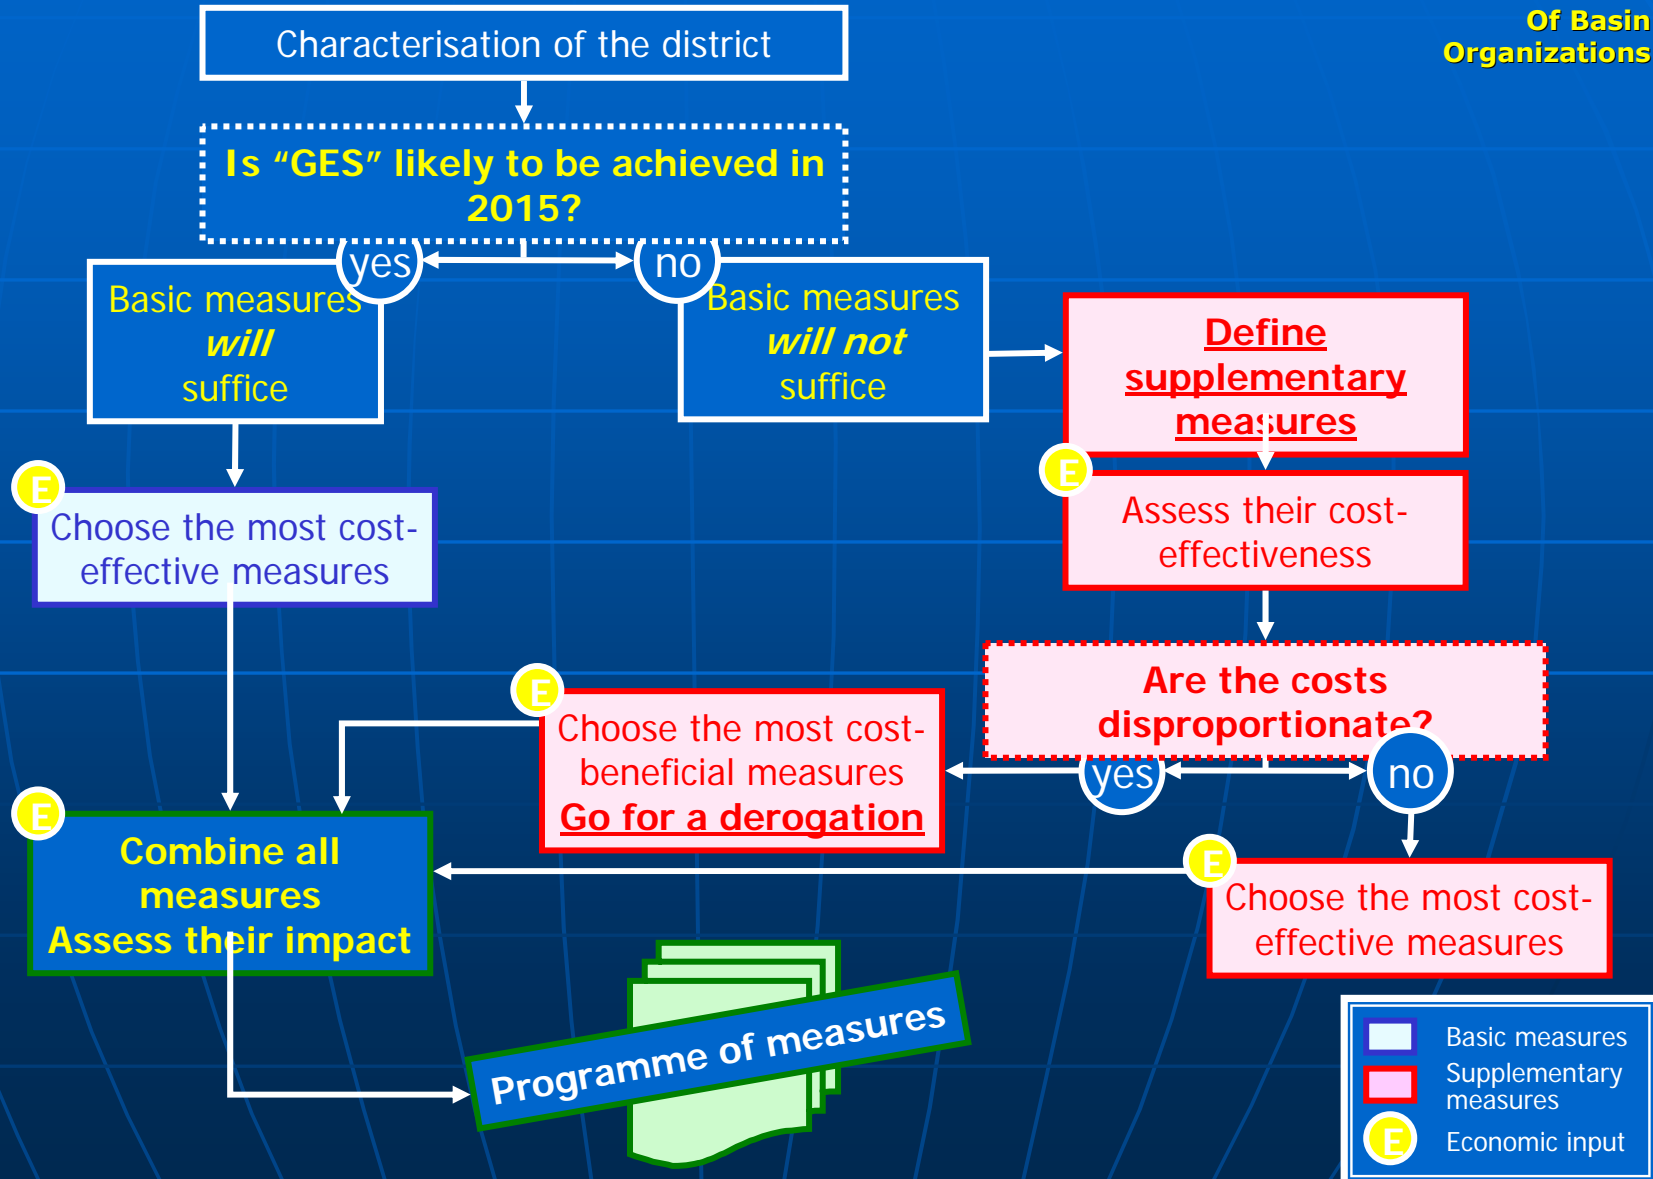 Of Basin
Organizations
Characterisation of the district
Is “GES” likely to be achieved in
2015?
yes
no
Basic measures
will
suffice
Basic measures
will not
suffice
Define
supplementary
measures
E
Choose the most cost-
effective measures
E
Assess their cost-
effectiveness
Are the costs
disproportionate?
yes
no
E
Choose the most cost-
beneficial measures
Go for a derogation
E
Combine all
measures
Assess their impact
E
Choose the most cost-
effective measures
Programme of measures
Basic measures
Supplementary
measures
E
Economic input